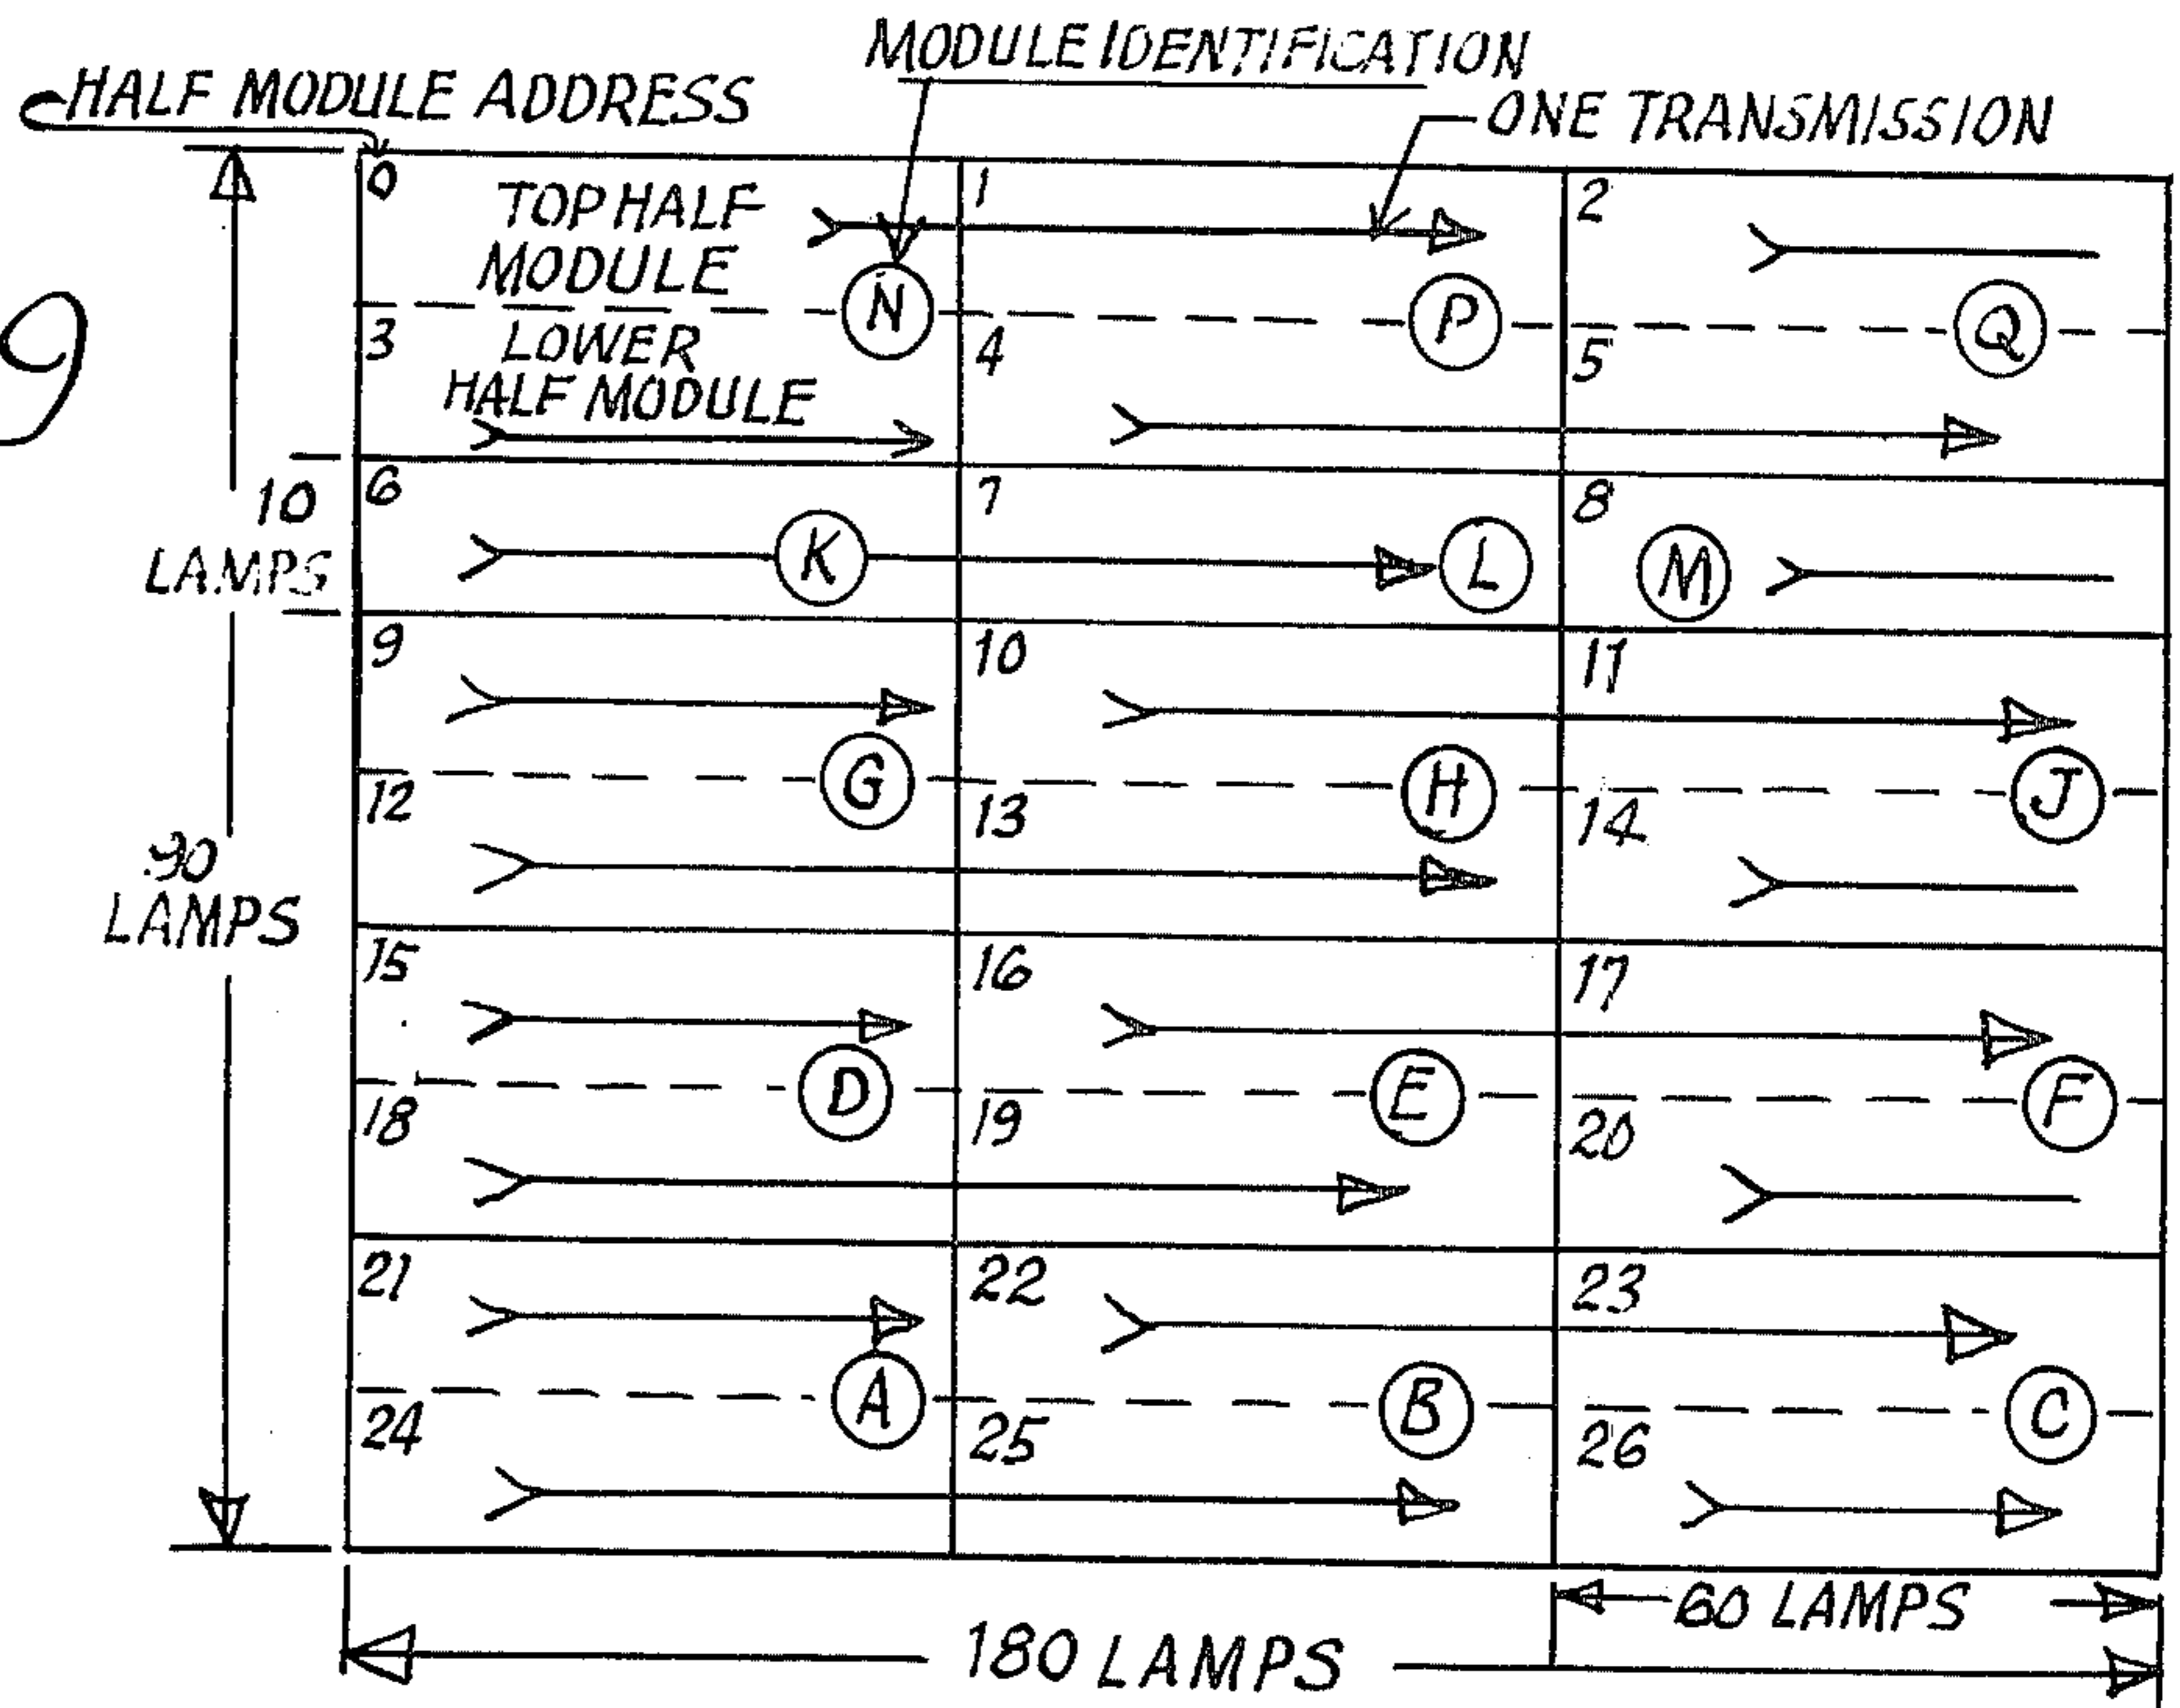 MODULE IDENTIFICATION
HALF MODULE ADDRESS
ONE TRANSMISSION
0 TOP HALF 1 2
MODULE N P Q
3 LOWER 4 5
HALF MODULE
9
10 6 7 8
LAMPS K L M
9 10 11
G H J
12 13 14
90
LAMPS
15 16 17
D E F
18 19 20
21 22 23
A B C
24 25 26
60 LAMPS
180 LAMPS